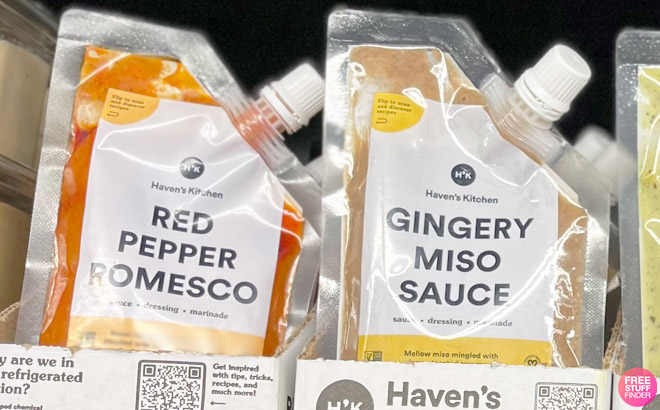 Flip to scan
and discover
recipes
H*K
Haven's Kitchen
RED
PEPPER
ROMESCO
sauce • dressing • marinade
Flip to scan
and discover
recipes
H*K
Haven's Kitchen
GINGERY
MISO
SAUCE
sauce • dressing • marinade
Mellow miso mingled with
y are we in
refrigerated
ion?
ped chemical
Get inspired
with tips, tricks,
recipes, and
much more!
H*K
Haven's
FREE
STUFF
FINDER